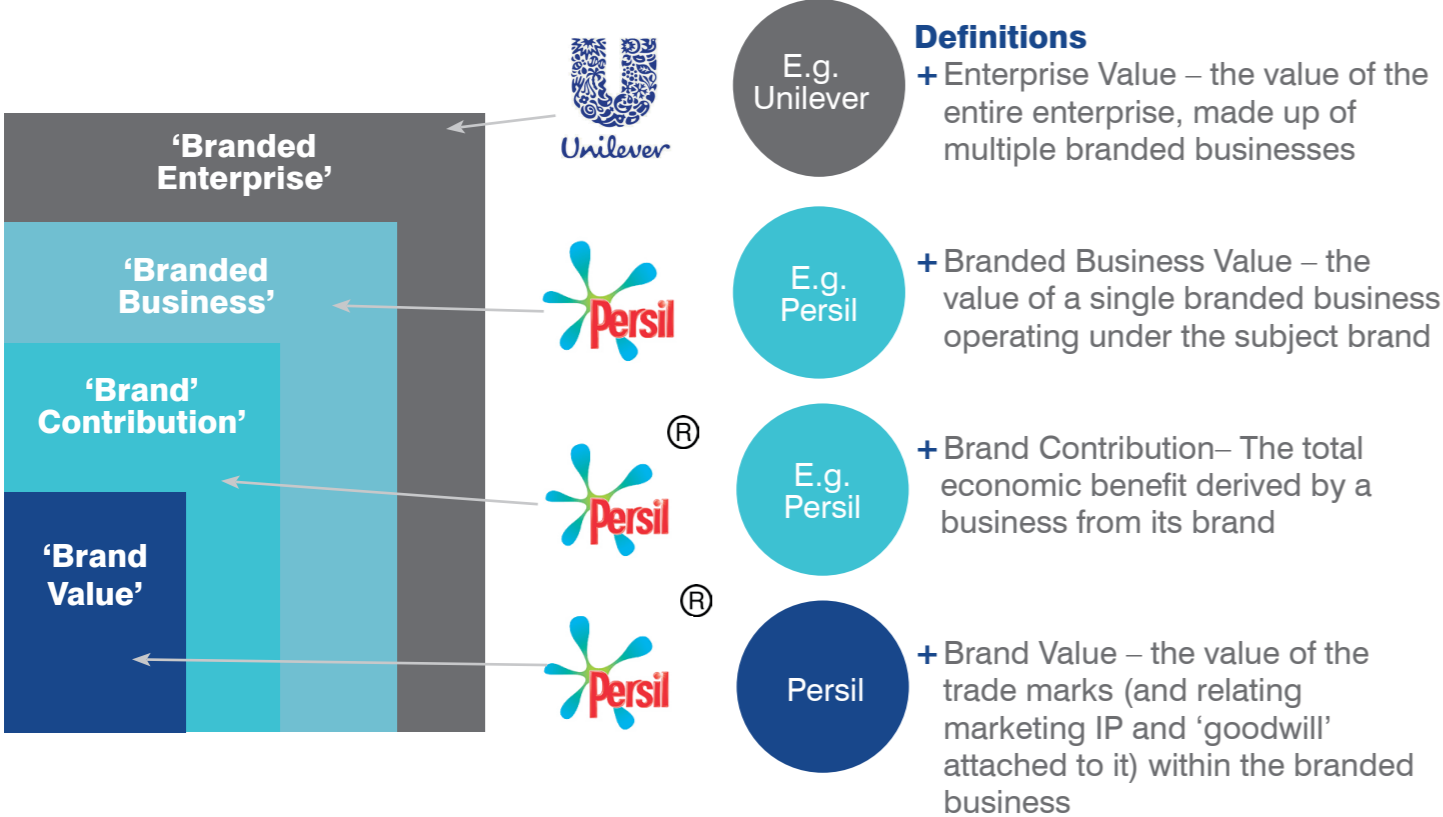 ‘Branded
Enterprise’
‘Branded
Business’
‘Brand’
Contribution’
‘Brand
Value’
Unilever
Persil
®
Persil
®
Persil
E.g.
Unilever
E.g.
Persil
E.g.
Persil
Persil
Definitions
+ Enterprise Value – the value of the
entire enterprise, made up of
multiple branded businesses
+ Branded Business Value – the
value of a single branded business
operating under the subject brand
+ Brand Contribution– The total
economic benefit derived by a
business from its brand
+ Brand Value – the value of the
trade marks (and relating
marketing IP and ‘goodwill’
attached to it) within the branded
business